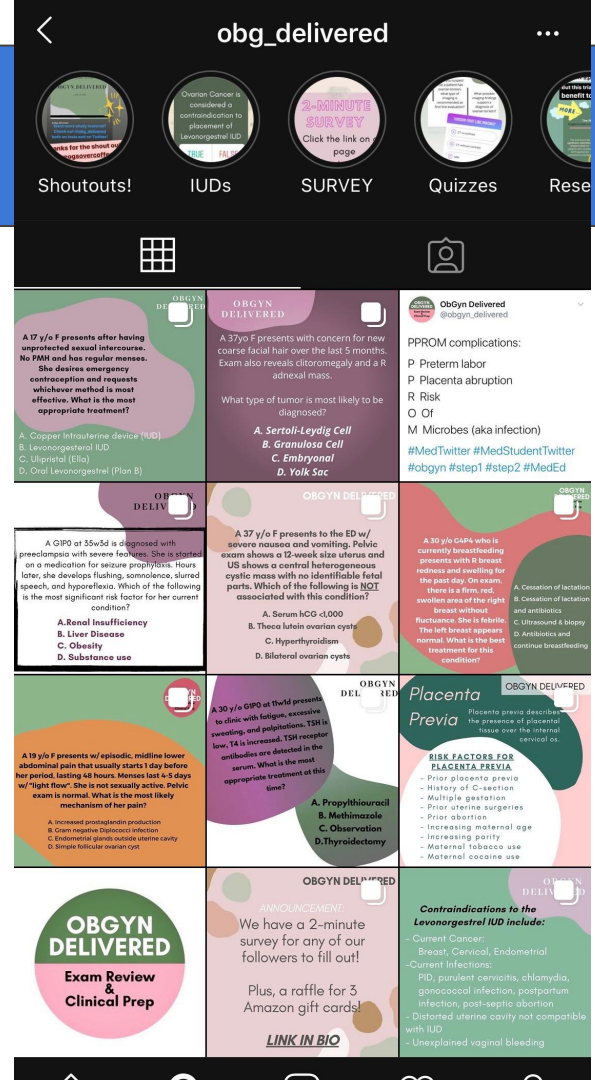 obg_delivered
OBGYN DELIVERED
Ovarian Cancer is
considered a
contraindication to
placement of
Levonorgestrel IUD
TRUE
FALS
2-MINUTE
SURVEY
Click the link on
page
MORE
Shoutouts!
IUDs
SURVEY
Quizzes
Rese
OBGYN
A 17 y/o F presents after having
unprotected sexual intercourse.
No PMH and has regular menses.
She desires emergency
contraception and requests
whichever method is most
effective. What is the most
appropriate treatment?
A. Copper Intrauterine device (IUD)
B. Levonorgesterol IUD
C. Ulipristal (Ella)
D. Oral Levonorgestrel (Plan B)
OBGYN
DELIVERED
A 37yo F presents with concern for new
coarse facial hair over the last 5 months.
Exam also reveals clitoromegaly and a R
adnexal mass.
What type of tumor is most likely to be
diagnosed?
A. Sertoli-Leydig Cell
B. Granulosa Cell
C. Embryonal
D. Yolk Sac
ObGyn Delivered
@obgyn_delivered
PPROM complications:
P Preterm labor
P Placenta abruption
R Risk
O Of
M Microbes (aka infection)
#MedTwitter #MedStudentTwitter
#obgyn #step1 #step2 #MedEd
A G1P0 at 35w3d is diagnosed with
preeclampsia with severe features. She is started
on a medication for seizure prophylaxis. Hours
later, she develops flushing, somnolence, slurred
speech, and hyporeflexia. Which of the following
is the most significant risk factor for her current
condition?
A.Renal Insufficiency
B. Liver Disease
C. Obesity
D. Substance use
OBGYN DELIVERED
A 37 y/o F presents to the ED w/
severe nausea and vomiting. Pelvic
exam shows a 12-week size uterus and
US shows a central heterogeneous
cystic mass with no identifiable fetal
parts. Which of the following is NOT
associated with this condition?
A. Serum hCG <1,000
B. Theca lutein ovarian cysts
C. Hyperthyroidism
D. Bilateral ovarian cysts
OBGYN
A 30 y/o G4P4 who is
currently breastfeeding
presents with R breast
redness and swelling for
the past day. On exam,
there is a firm, red,
swollen area of the right
breast without
fluctuance. She is febrile.
The left breast appears
normal. What is the best
treatment for this
condition?
A. Cessation of lactation
B. Cessation of lactation
and antibiotics
C. Ultrasound & biopsy
D. Antibiotics and
continue breastfeeding
A 19 y/o F presents w/ episodic, midline lower
abdominal pain that usually starts 1 day before
her period, lasting 48 hours. Menses last 4-5 days
w/ "light flow". She is not sexually active. Pelvic
exam is normal. What is the most likely
mechanism of her pain?
A. Increased prostaglandin production
B. Gram negative Diplococci infection
C. Endometrial glands outside uterine cavity
D. Simple follicular ovarian cyst
OBGYN
A 30 y/o G1P0 at 11w1d presents
to clinic with fatigue, excessive
sweating, and palpitations. TSH is
low, T4 is increased. TSH receptor
antibodies are detected in the
serum. What is the most
appropriate treatment at this
time?
A. Propylthiouracil
B. Methimazole
C. Observation
D.Thyroidectomy
OBGYN DELIVERED
Placenta
Previa
Placenta previa describes
the presence of placental
tissue over the internal
cervical os.
RISK FACTORS FOR
PLACENTA PREVIA
- Prior placenta previa
- History of C-section
- Multiple gestation
- Prior uterine surgeries
- Prior abortion
- Increasing maternal age
- Increasing parity
- Maternal tobacco use
- Maternal cocaine use
OBGYN
DELIVERED
Exam Review
&
Clinical Prep
OBGYN DELIVERED
ANNOUNCEMENT:
We have a 2-minute
survey for any of our
followers to fill out!
Plus, a raffle for 3
Amazon gift cards!
LINK IN BIO
Contraindications to the
Levonorgestrel IUD include:
- Current Cancer:
Breast, Cervical, Endometrial
-Current Infections:
PID, purulent cervicitis, chlamydia,
gonococcal infection, postpartum
infection, post-septic abortion
- Distorted uterine cavity not compatible
with IUD
- Unexplained vaginal bleeding